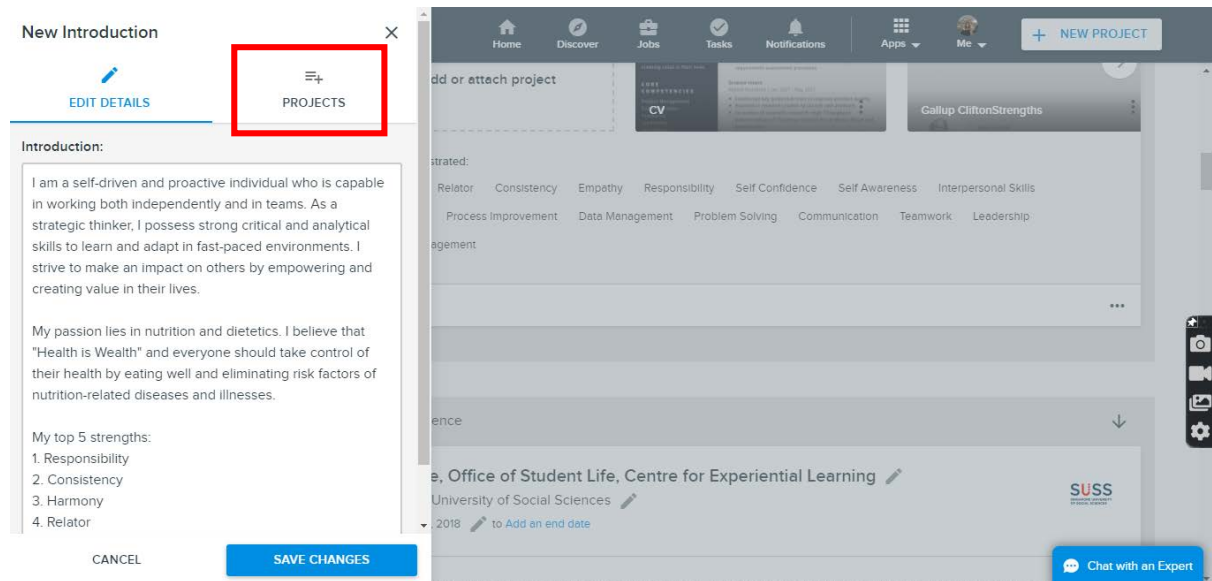 New Introduction
EDIT DETAILS
PROJECTS
Introduction:
I am a self-driven and proactive individual who is capable
in working both independently and in teams. As a
strategic thinker, I possess strong critical and analytical
skills to learn and adapt in fast-paced environments. I
strive to make an impact on others by empowering and
creating value in their lives.
My passion lies in nutrition and dietetics. I believe that
"Health is Wealth" and everyone should take control of
their health by eating well and eliminating risk factors of
nutrition-related diseases and illnesses.
My top 5 strengths:
1. Responsibility
2. Consistency
3. Harmony
4. Relator
CANCEL
SAVE CHANGES
Home Discover Jobs Tasks Notifications Apps Me + NEW PROJECT
dd or attach project
CORE
COMPETENCIES
CV
Gallup CliftonStrengths
strated:
Relator Consistency Empathy Responsibility Self Confidence Self Awareness Interpersonal Skills
Process Improvement Data Management Problem Solving Communication Teamwork Leadership
agement
ence
e, Office of Student Life, Centre for Experiential Learning
University of Social Sciences
2018 to Add an end date
SUSS
Chat with an Expert